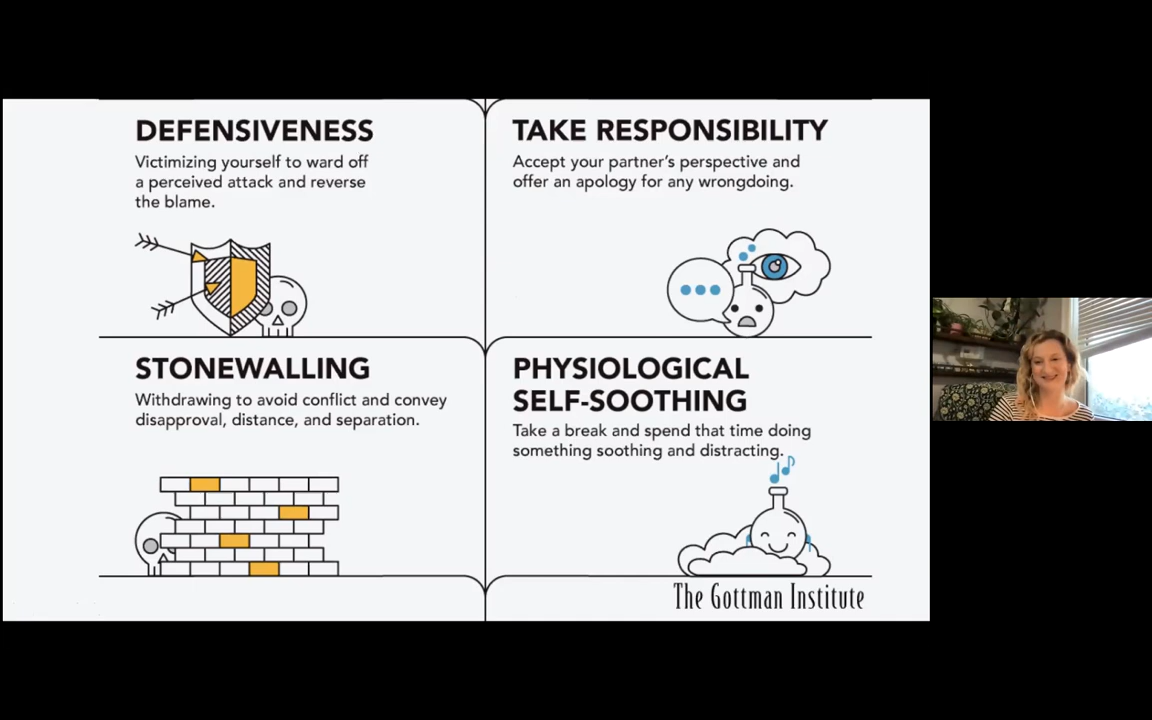 DEFENSIVENESS
Victimizing yourself to ward off
a perceived attack and reverse
the blame.
TAKE RESPONSIBILITY
Accept your partner's perspective and
offer an apology for any wrongdoing.
STONEWALLING
Withdrawing to avoid conflict and convey
disapproval, distance, and separation.
PHYSIOLOGICAL
SELF-SOOTHING
Take a break and spend that time doing
something soothing and distracting.
The Gottman Institute